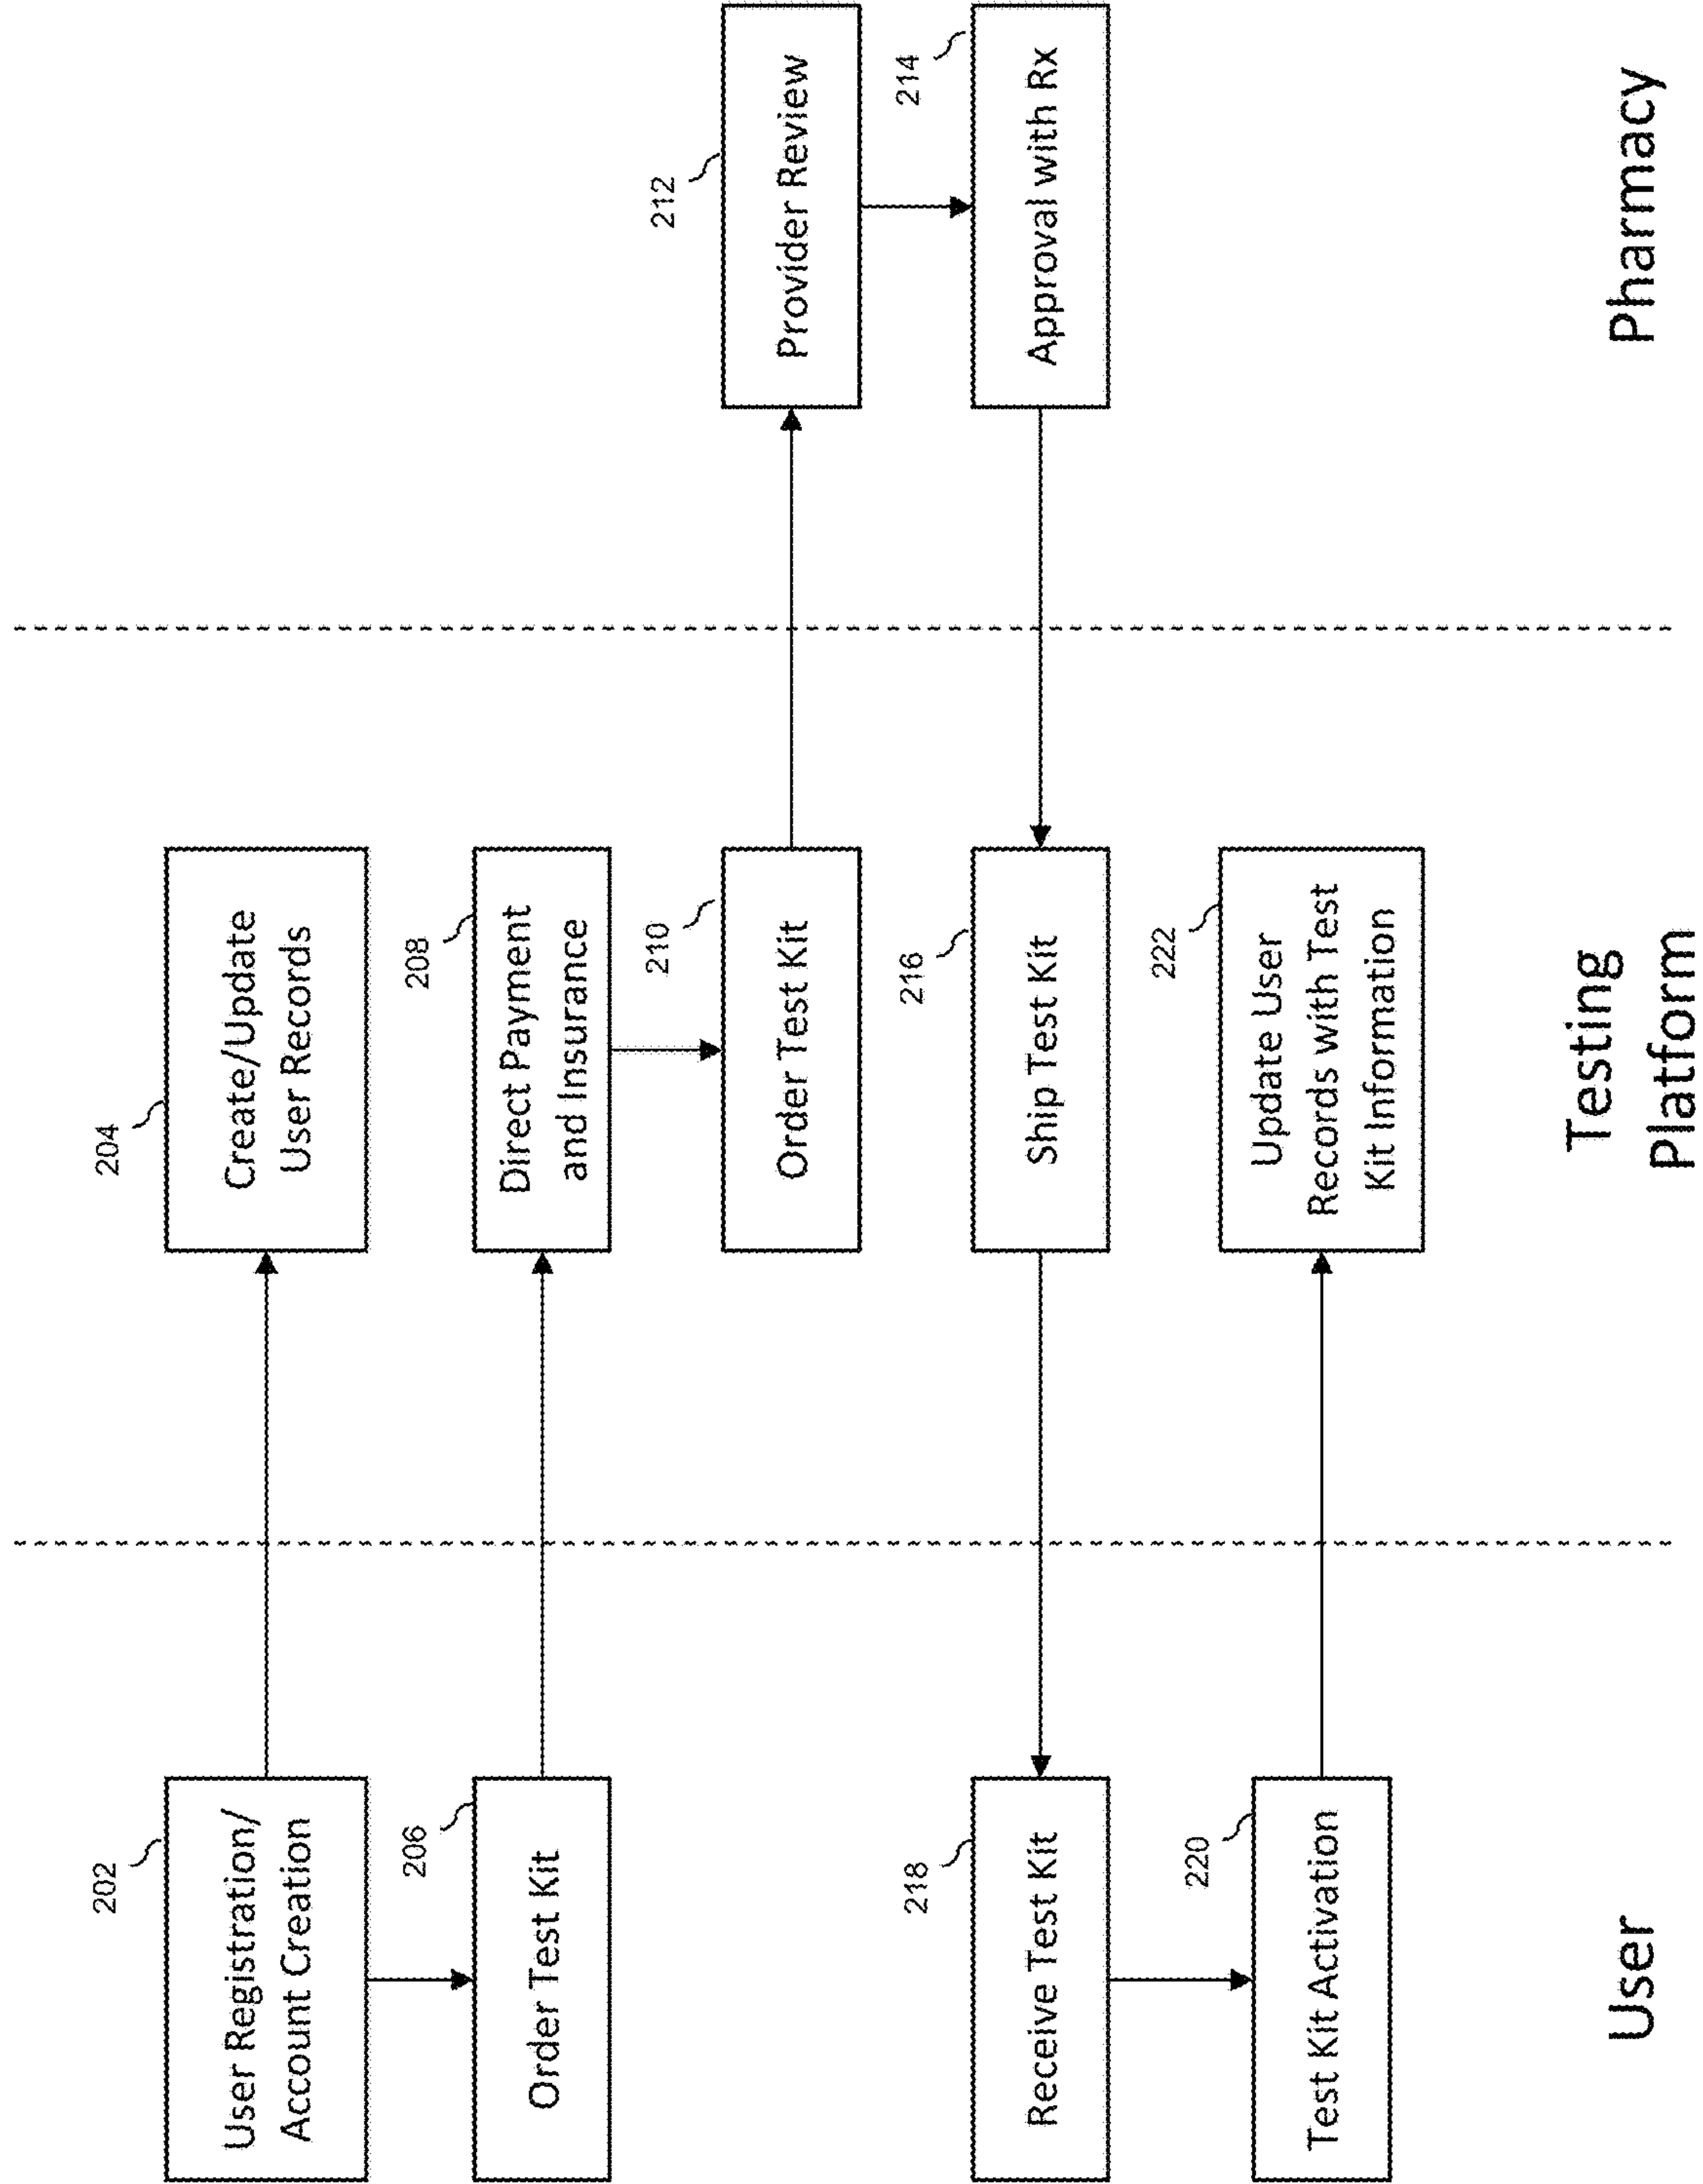 202
User Registration/
Account Creation
204
Create/Update
User Records
206
Order Test Kit
208
Direct Payment
and Insurance
210
Order Test Kit
212
Provider Review
214
Approval with Rx
216
Ship Test Kit
218
Receive Test Kit
220
Test Kit Activation
222
Update User
Records with Test
Kit Information
User
Testing
Platform
Pharmacy